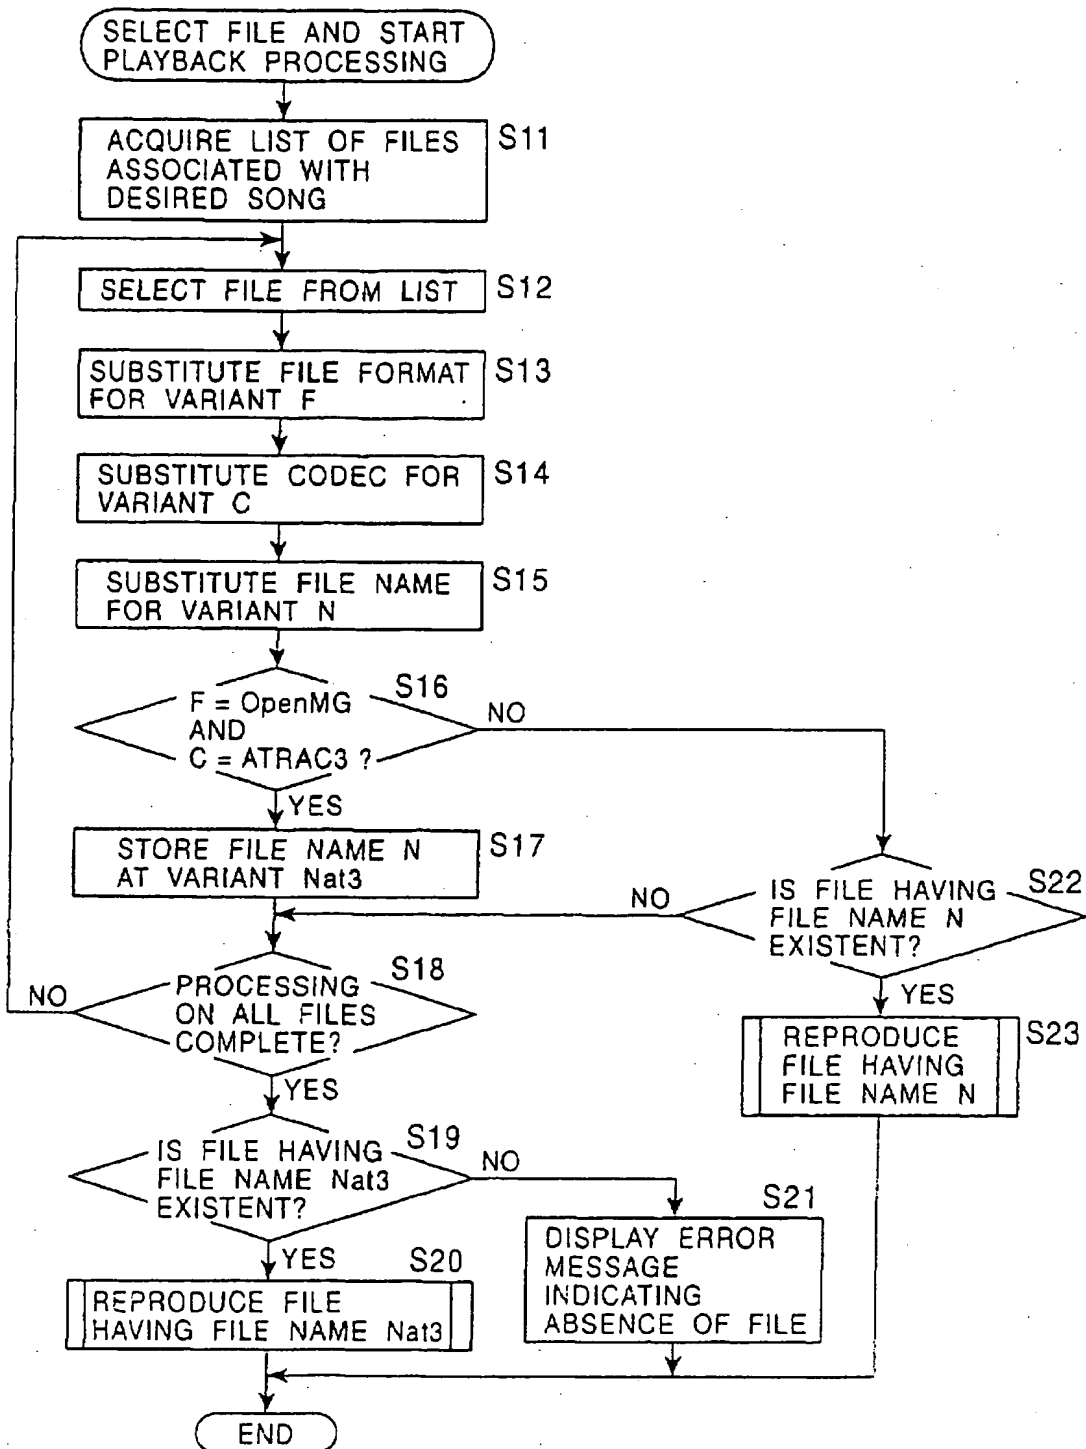 SELECT FILE AND START
PLAYBACK PROCESSING
ACQUIRE LIST OF FILES
ASSOCIATED WITH
DESIRED SONG
S11
SELECT FILE FROM LIST
S12
SUBSTITUTE FILE FORMAT
FOR VARIANT F
S13
SUBSTITUTE CODEC FOR
VARIANT C
S14
SUBSTITUTE FILE NAME
FOR VARIANT N
S15
F = OpenMG
AND
C = ATRAC3 ?
S16
NO
YES
STORE FILE NAME N
AT VARIANT Nat3
S17
IS FILE HAVING
FILE NAME N
EXISTENT?
S22
NO
YES
PROCESSING
ON ALL FILES
COMPLETE?
S18
NO
YES
REPRODUCE
FILE HAVING
FILE NAME N
S23
IS FILE HAVING
FILE NAME Nat3
EXISTENT?
S19
NO
YES
REPRODUCE FILE
HAVING FILE NAME Nat3
S20
DISPLAY ERROR
MESSAGE
INDICATING
ABSENCE OF FILE
S21
END